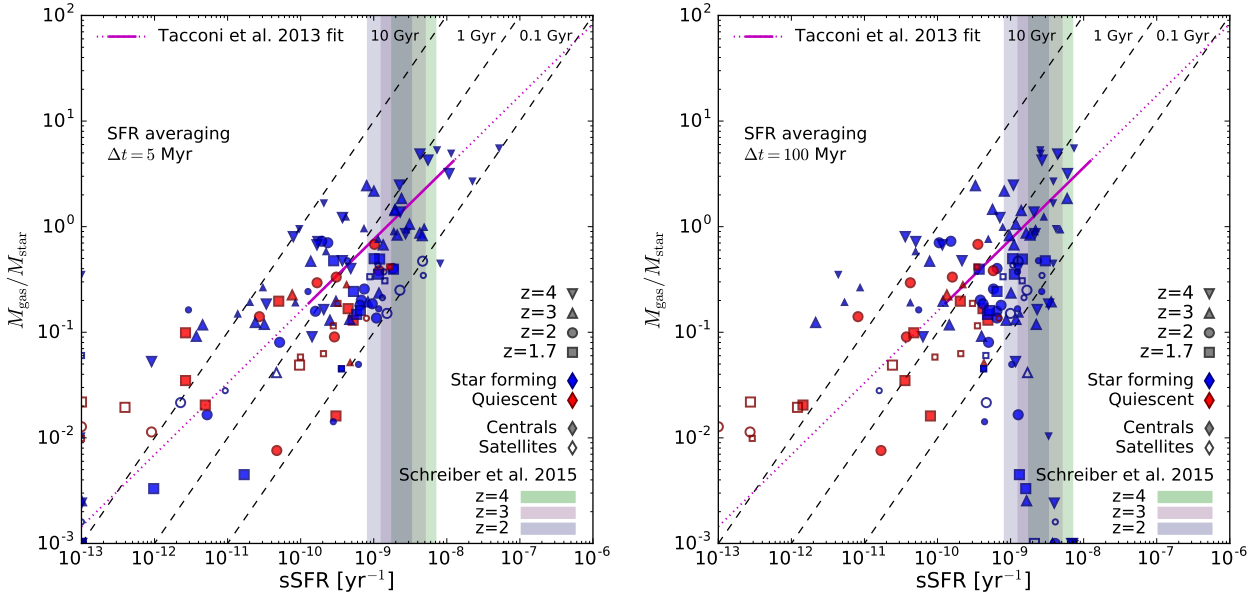 10² 10¹ 10⁰ 10⁻¹ 10⁻² 10⁻³
M_gas/M_star
Tacconi et al. 2013 fit
10 Gyr 1 Gyr 0.1 Gyr
SFR averaging
Δt = 5 Myr
z=4
z=3
z=2
z=1.7
Star forming
Quiescent
Centrals
Satellites
Schreiber et al. 2015
z=4
z=3
z=2
10⁻¹³ 10⁻¹² 10⁻¹¹ 10⁻¹⁰ 10⁻⁹ 10⁻⁸ 10⁻⁷ 10⁻⁶
sSFR [yr⁻¹]
10² 10¹ 10⁰ 10⁻¹ 10⁻² 10⁻³
M_gas/M_star
Tacconi et al. 2013 fit
10 Gyr 1 Gyr 0.1 Gyr
SFR averaging
Δt = 100 Myr
z=4
z=3
z=2
z=1.7
Star forming
Quiescent
Centrals
Satellites
Schreiber et al. 2015
z=4
z=3
z=2
10⁻¹³ 10⁻¹² 10⁻¹¹ 10⁻¹⁰ 10⁻⁹ 10⁻⁸ 10⁻⁷ 10⁻⁶
sSFR [yr⁻¹]